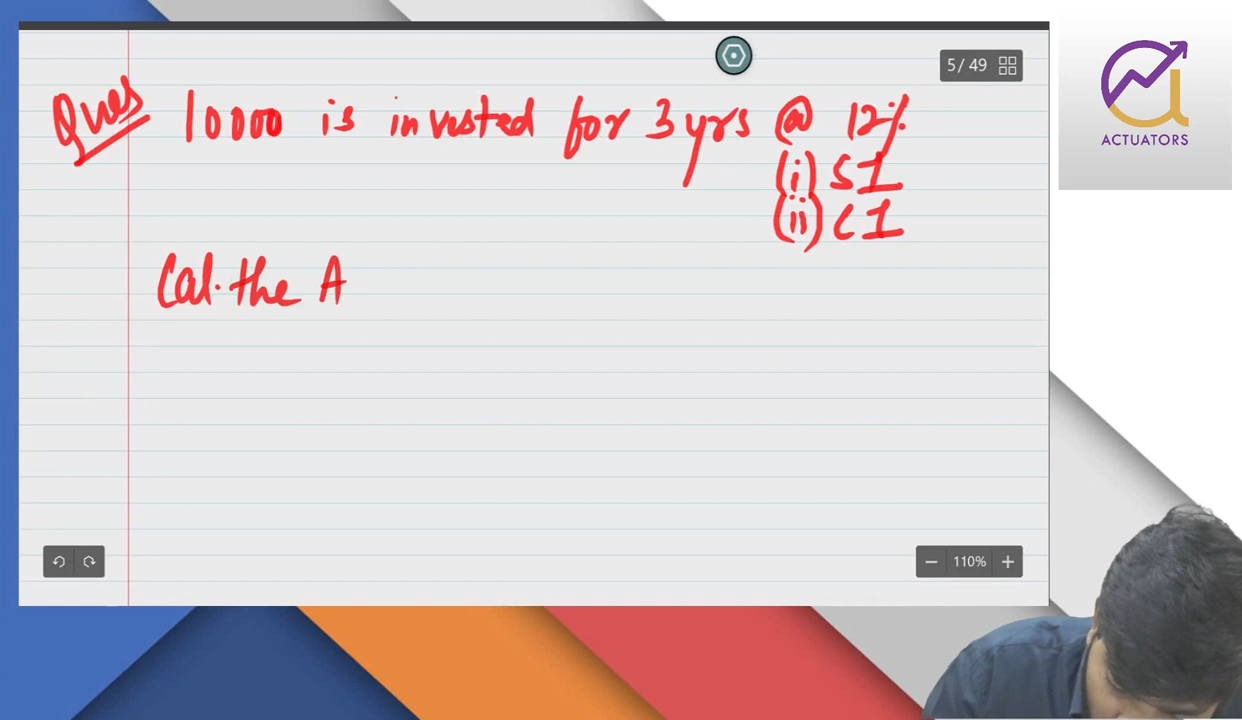 Ques 10000 is invested for 3 yrs @ 12%
(i) SI
(ii) CI
Cal. the A
5 / 49
110%
ACTUATORS